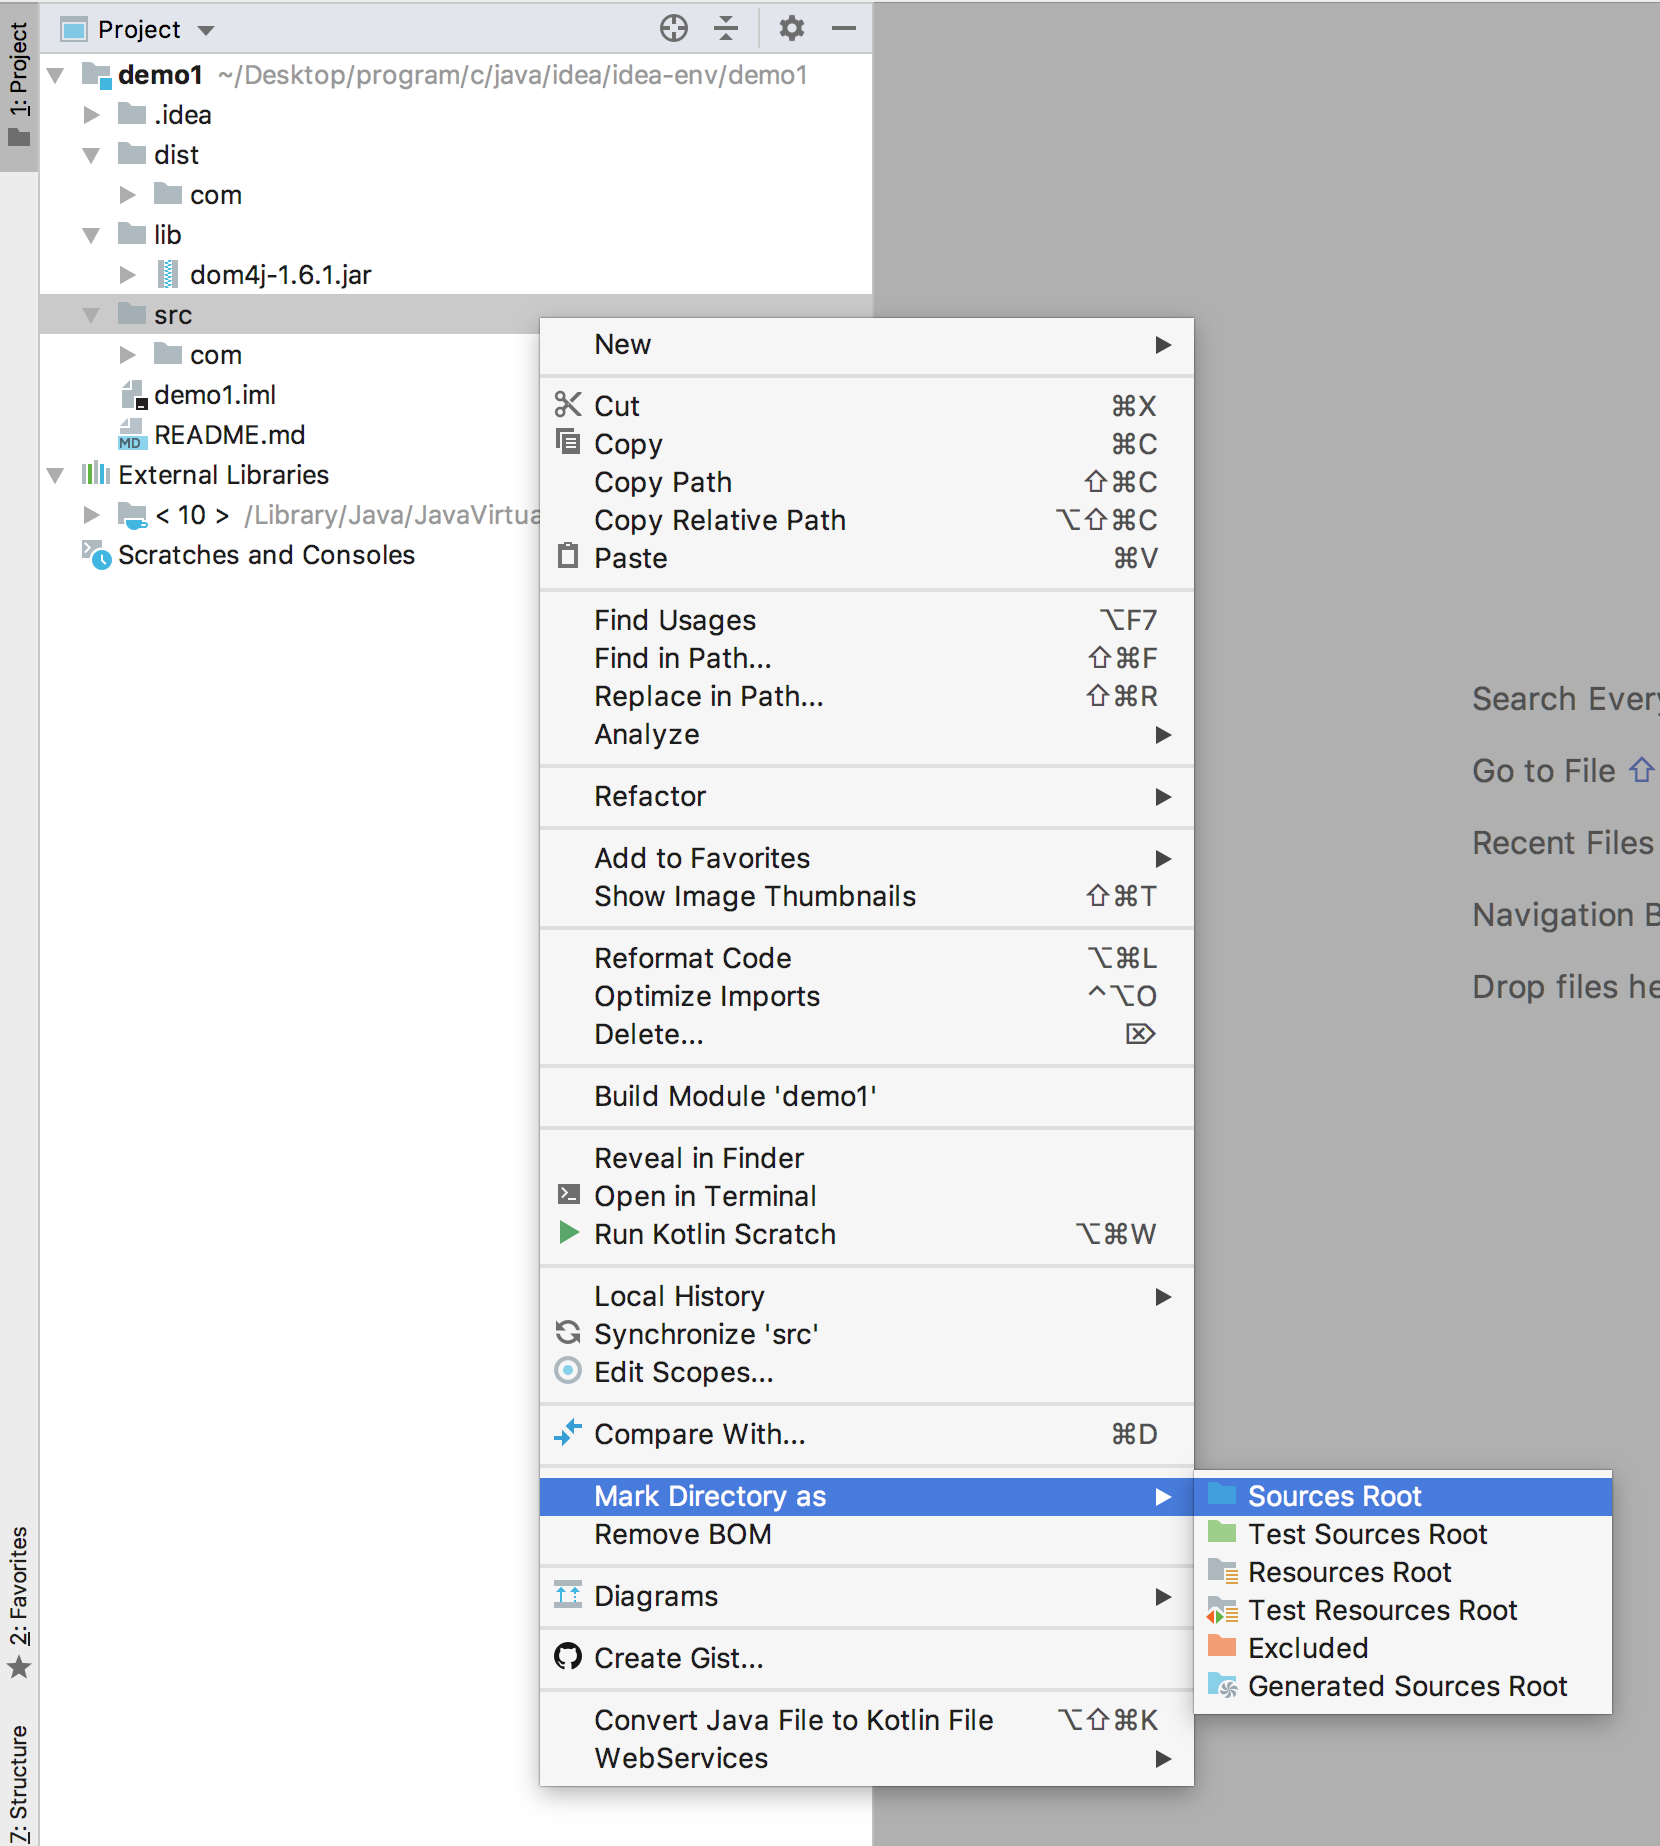 1: Project
Project
demo1 ~/Desktop/program/c/java/idea/idea-env/demo1
.idea
dist
com
lib
dom4j-1.6.1.jar
src
com
demo1.iml
MD README.md
External Libraries
< 10 > /Library/Java/JavaVirtua
Scratches and Consoles
New
Cut ⌘X
Copy ⌘C
Copy Path ⇧⌘C
Copy Relative Path ⌥⇧⌘C
Paste ⌘V
Find Usages ⌥F7
Find in Path... ⇧⌘F
Replace in Path... ⇧⌘R
Analyze
Refactor
Add to Favorites
Show Image Thumbnails ⇧⌘T
Reformat Code ⌥⌘L
Optimize Imports ^⌥O
Delete... ⌦
Build Module 'demo1'
Reveal in Finder
Open in Terminal
Run Kotlin Scratch ⌥⌘W
Local History
Synchronize 'src'
Edit Scopes...
Compare With... ⌘D
Mark Directory as
Remove BOM
Diagrams
Create Gist...
Convert Java File to Kotlin File ⌥⇧⌘K
WebServices
Sources Root
Test Sources Root
Resources Root
Test Resources Root
Excluded
Generated Sources Root
Search Every
Go to File ⇧
Recent Files
Navigation B
Drop files he
2: Favorites
7: Structure